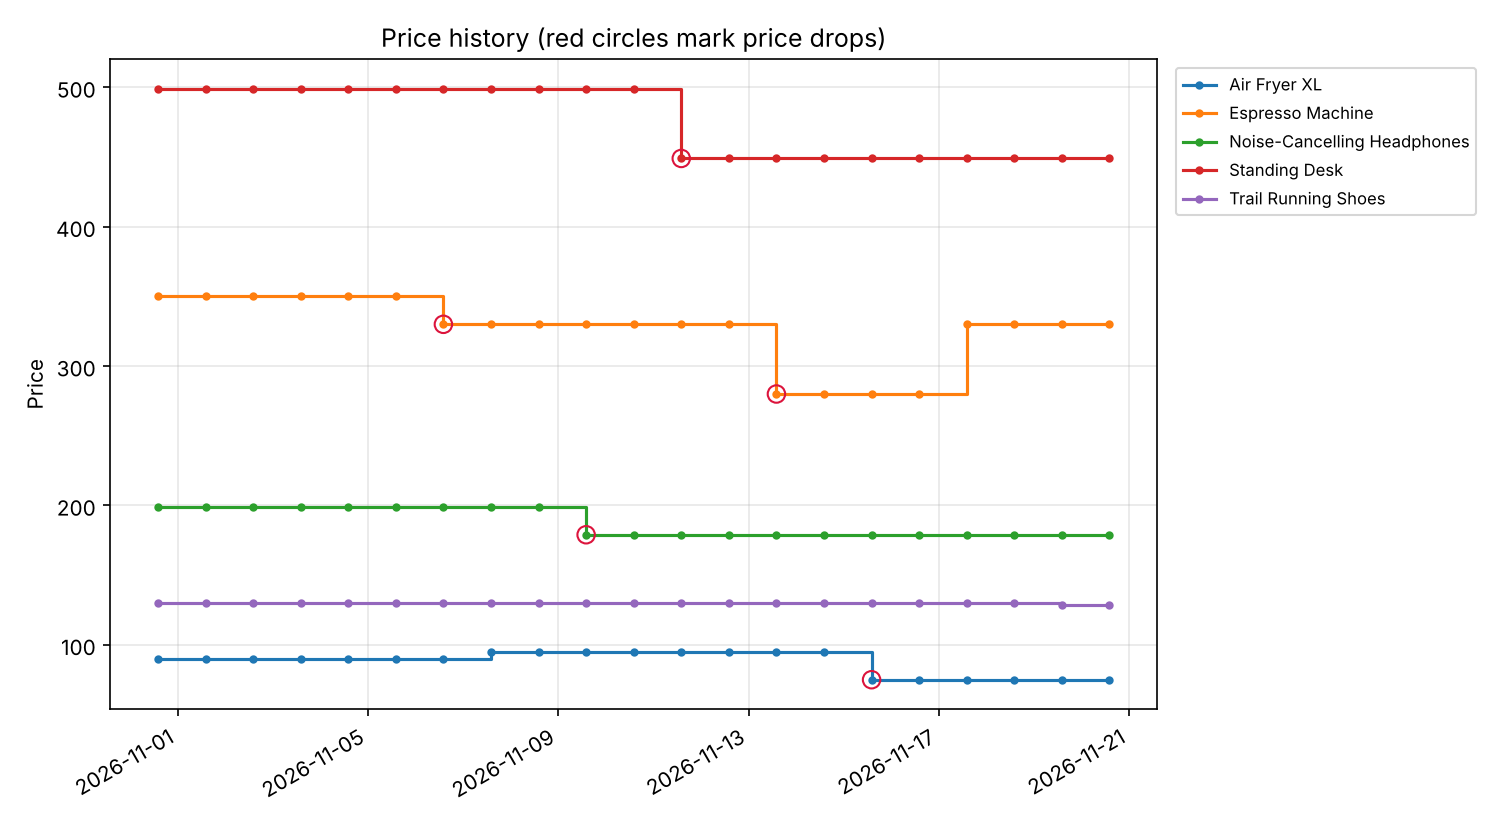 Price history (red circles mark price drops)
500
400
300
200
100
Price
2026-11-01
2026-11-05
2026-11-09
2026-11-13
2026-11-17
2026-11-21
Air Fryer XL
Espresso Machine
Noise-Cancelling Headphones
Standing Desk
Trail Running Shoes